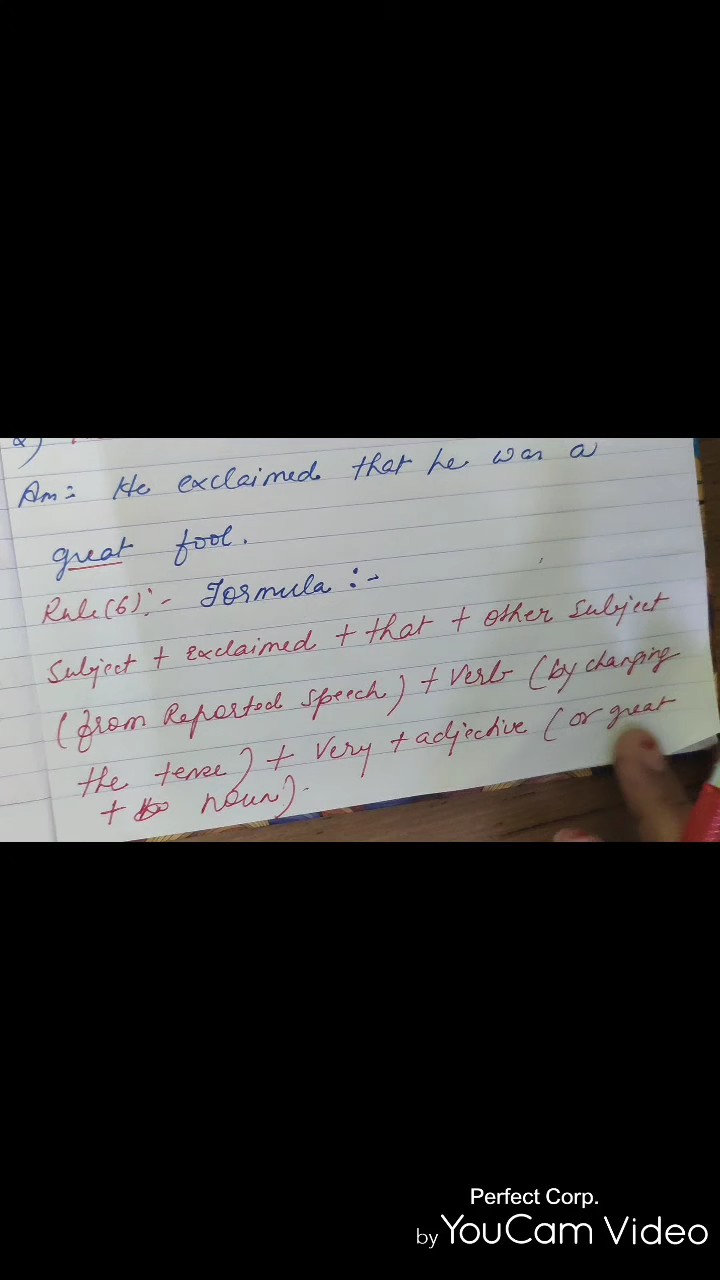 2)
Ans: He exclaimed that he was a
great fool.
Rule(6):- Formula :-
Subject + exclaimed + that + other subject
(from Reported speech) + verb (by changing
the tense) + very + adjective (or great
+ noun).
Perfect Corp.
by YouCam Video